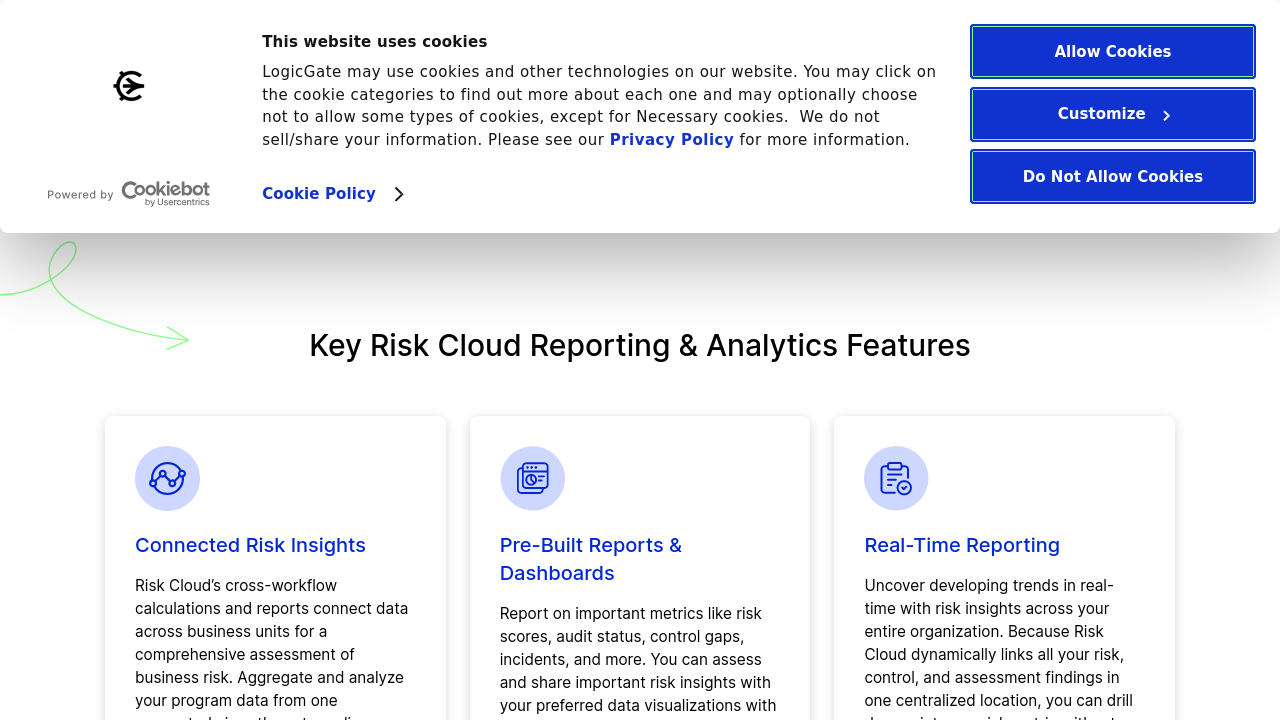 This website uses cookies
LogicGate may use cookies and other technologies on our website. You may click on
the cookie categories to find out more about each one and may optionally choose
not to allow some types of cookies, except for Necessary cookies.  We do not
sell/share your information. Please see our Privacy Policy for more information.
Powered by Cookiebot
by Usercentrics
Cookie Policy
Allow Cookies
Customize
Do Not Allow Cookies
Key Risk Cloud Reporting & Analytics Features
Connected Risk Insights
Risk Cloud’s cross-workflow
calculations and reports connect data
across business units for a
comprehensive assessment of
business risk. Aggregate and analyze
your program data from one
Pre-Built Reports &
Dashboards
Report on important metrics like risk
scores, audit status, control gaps,
incidents, and more. You can assess
and share important risk insights with
your preferred data visualizations with
Real-Time Reporting
Uncover developing trends in real-
time with risk insights across your
entire organization. Because Risk
Cloud dynamically links all your risk,
control, and assessment findings in
one centralized location, you can drill